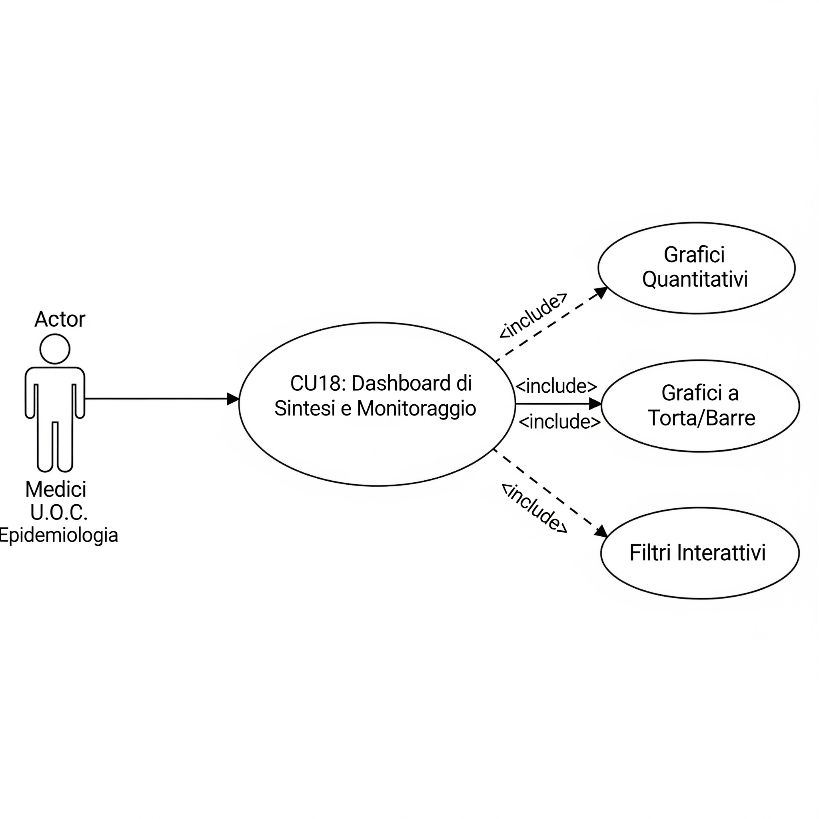 Actor
Medici
U.O.C.
Epidemiologia
CU18: Dashboard di
Sintesi e Monitoraggio
<include>
<include>
<include>
<include>
Grafici
Quantitativi
Grafici a
Torta/Barre
Filtri Interattivi